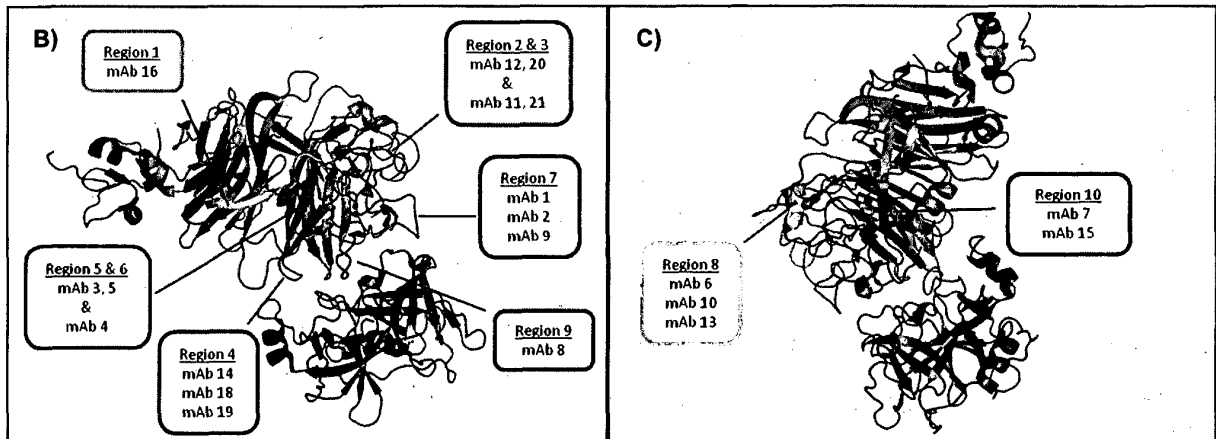 B)
Region 1
mAb 16
Region 2 & 3
mAb 12, 20
&
mAb 11, 21
Region 7
mAb 1
mAb 2
mAb 9
Region 5 & 6
mAb 3, 5
&
mAb 4
Region 4
mAb 14
mAb 18
mAb 19
Region 9
mAb 8
C)
Region 10
mAb 7
mAb 15
Region 8
mAb 6
mAb 10
mAb 13